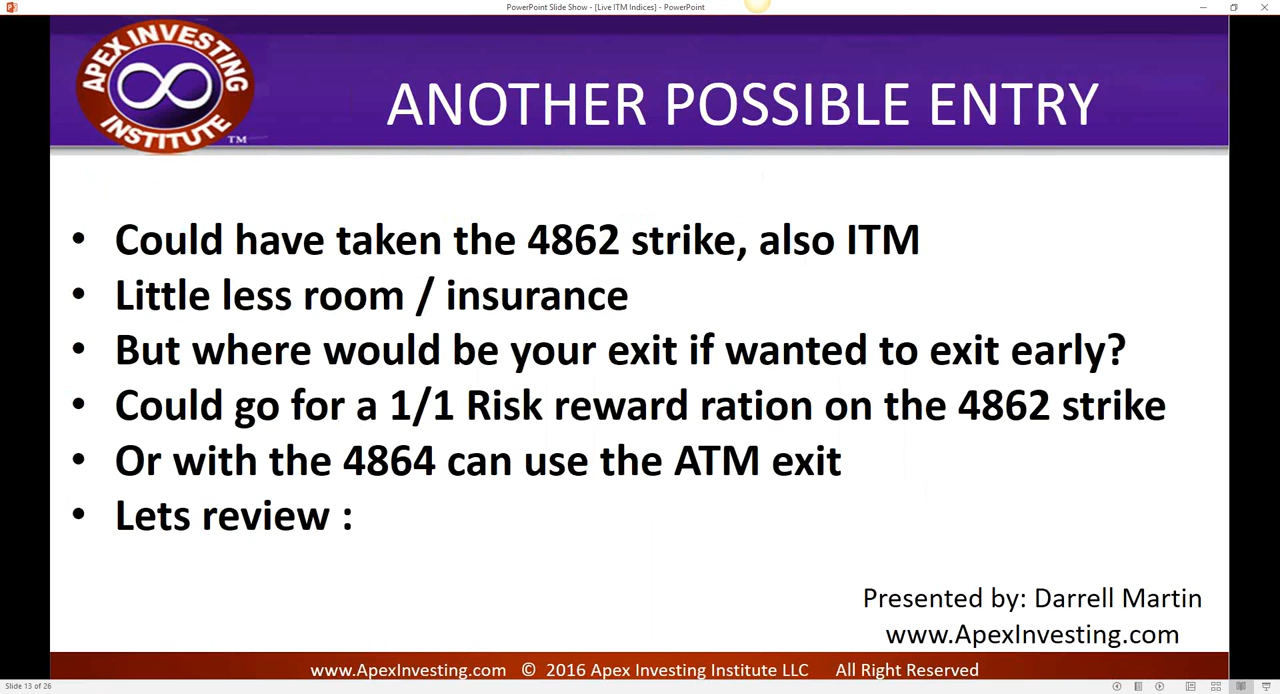 PowerPoint Slide Show - [Live ITM Indices] - PowerPoint
APEX INVESTING
INSTITUTE
TM
ANOTHER POSSIBLE ENTRY
• Could have taken the 4862 strike, also ITM
• Little less room / insurance
• But where would be your exit if wanted to exit early?
• Could go for a 1/1 Risk reward ration on the 4862 strike
• Or with the 4864 can use the ATM exit
• Lets review :
Presented by: Darrell Martin
www.ApexInvesting.com
www.ApexInvesting.com © 2016 Apex Investing Institute LLC All Right Reserved
Slide 13 of 26